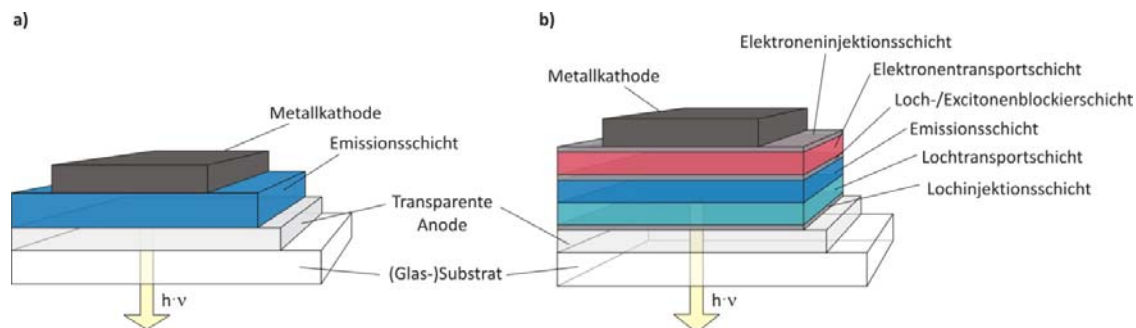 a)
Metallkathode
Emissionsschicht
Transparente
Anode
(Glas-)Substrat
h·ν
b)
Elektroneninjektionsschicht
Metallkathode
Elektronentransportschicht
Loch-/Excitonenblockierschicht
Emissionsschicht
Lochtransportschicht
Lochinjektionsschicht
h·ν